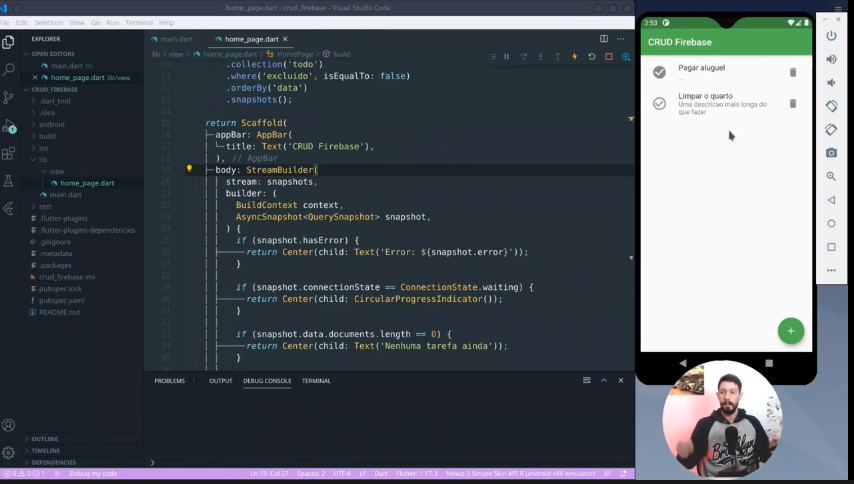 home_page.dart - crud_firebase - Visual Studio Code
File Edit Selection View Go Run Terminal Help
EXPLORER
OPEN EDITORS
main.dart lib
home_page.dart lib/view
CRUD_FIREBASE
.dart_tool
.idea
android
build
ios
lib
view
home_page.dart
main.dart
test
.flutter-plugins
.flutter-plugins-dependencies
.gitignore
.metadata
.packages
crud_firebase.iml
pubspec.lock
pubspec.yaml
README.md
OUTLINE
TIMELINE
DEPENDENCIES
main.dart
home_page.dart
lib > view > home_page.dart > HomePage > build
10 .collection('todo')
11 .where('excluido', isEqualTo: false)
12 .orderBy('data')
13 .snapshots();
14
15 return Scaffold(
16 appBar: AppBar(
17 title: Text('CRUD Firebase'),
18 ), // AppBar
19 body: StreamBuilder(
20 stream: snapshots,
21 builder: (
22 BuildContext context,
23 AsyncSnapshot<QuerySnapshot> snapshot,
24 ) {
25 if (snapshot.hasError) {
26 return Center(child: Text('Error: ${snapshot.error}'));
27 }
28
29 if (snapshot.connectionState == ConnectionState.waiting) {
30 return Center(child: CircularProgressIndicator());
31 }
32
33 if (snapshot.data.documents.length == 0) {
34 return Center(child: Text('Nenhuma tarefa ainda'));
35 }
PROBLEMS OUTPUT DEBUG CONSOLE TERMINAL
0 0 1 Debug my code Ln 19, Col 27 Spaces: 2 UTF-8 LF Dart Flutter: 1.17.3 Nexus 5 Simple Skin API R (android-x86 emulator)
3:53
CRUD Firebase
Pagar aluguel
...
Limpar o quarto
Uma descricao mais longa do
que fazer